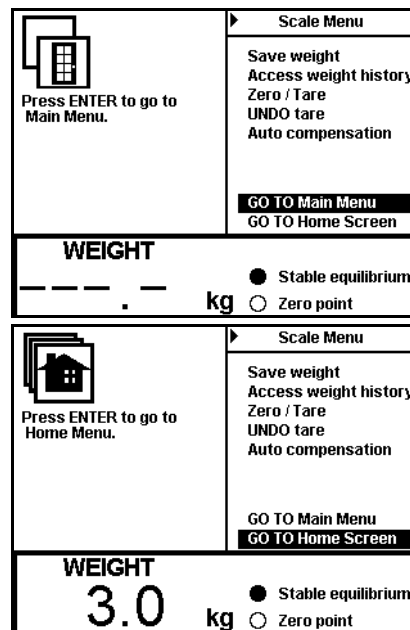 Scale Menu
Press ENTER to go to
Main Menu.
Save weight
Access weight history
Zero / Tare
UNDO tare
Auto compensation
GO TO Main Menu
GO TO Home Screen
WEIGHT
---.- kg
Stable equilibrium
Zero point
Scale Menu
Press ENTER to go to
Home Menu.
Save weight
Access weight history
Zero / Tare
UNDO tare
Auto compensation
GO TO Main Menu
GO TO Home Screen
WEIGHT
3.0 kg
Stable equilibrium
Zero point